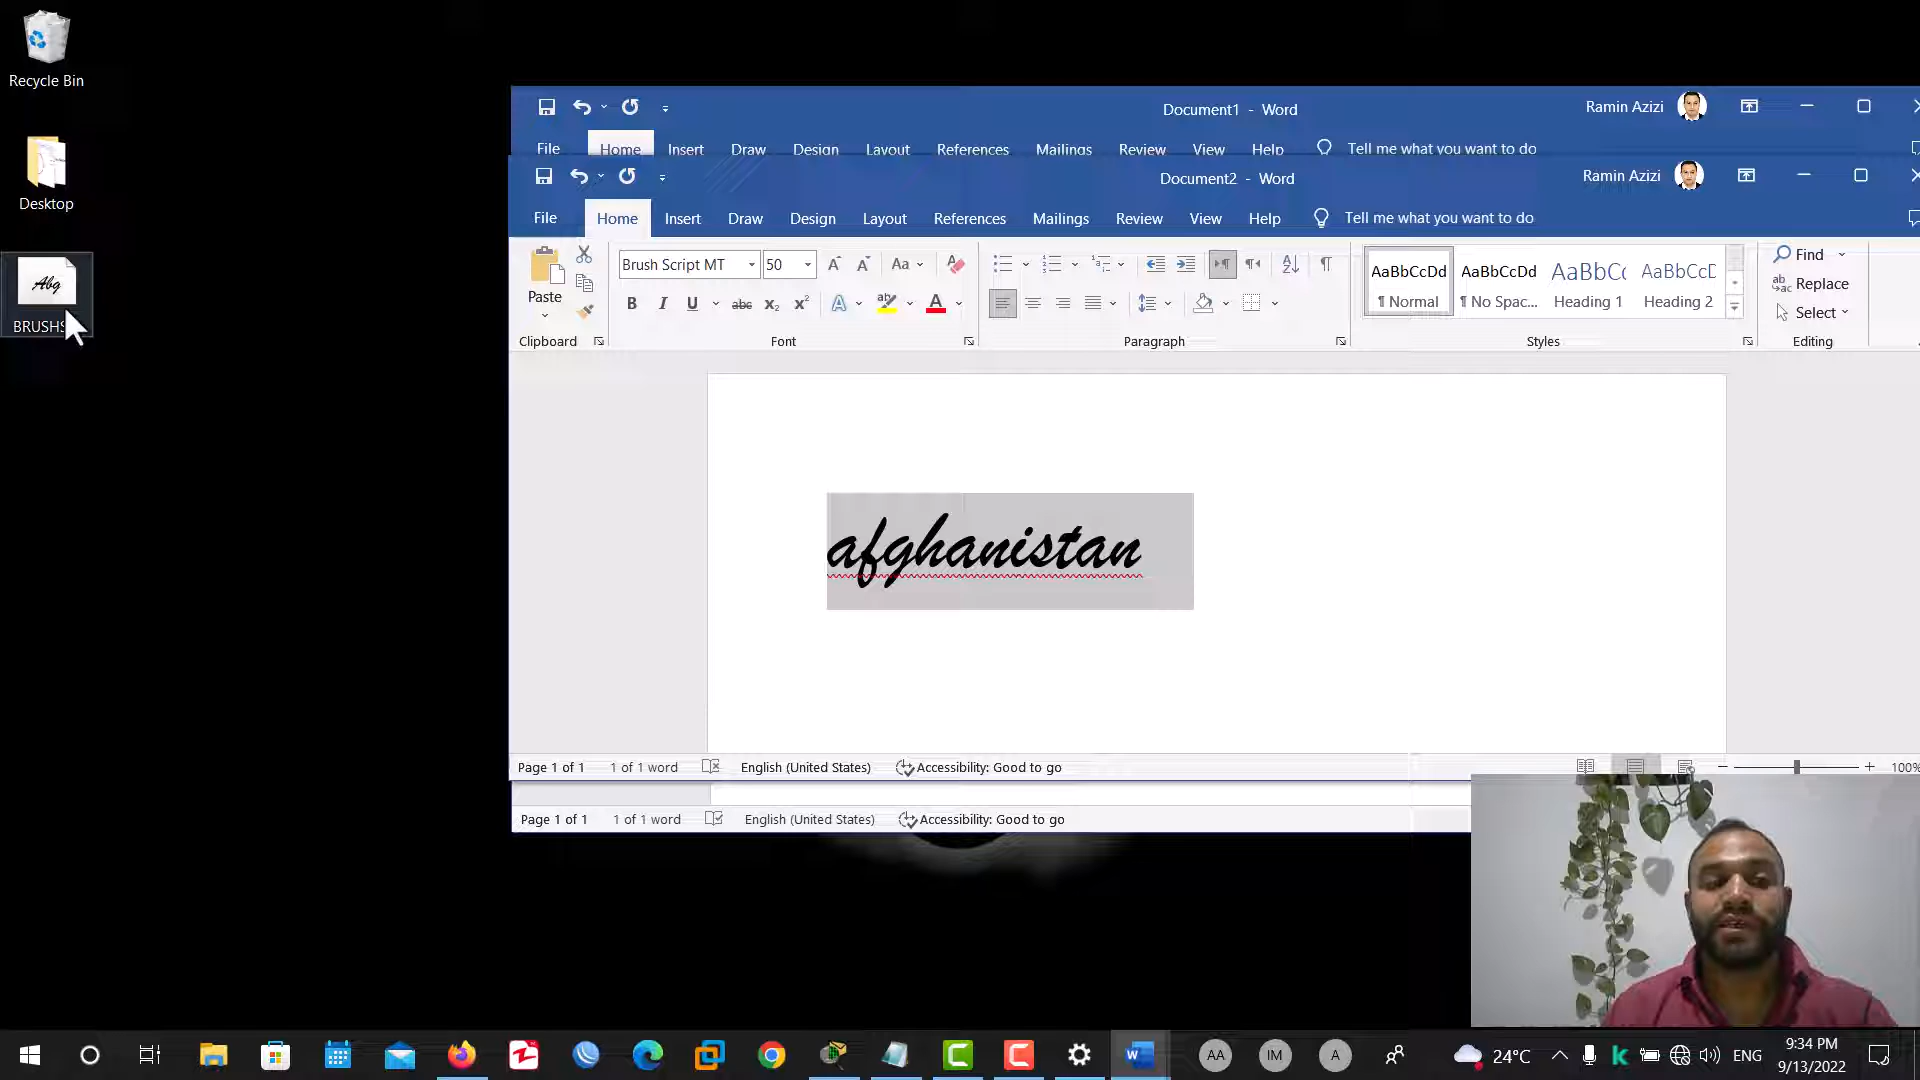 Recycle Bin
Desktop
Document1 - Word
Ramin Azizi
File Home Insert Draw Design Layout References Mailings Review View Help Tell me what you want to do
Document2 - Word
Ramin Azizi
File Home Insert Draw Design Layout References Mailings Review View Help Tell me what you want to do
Paste
Clipboard
Brush Script MT 50
Font
Paragraph
AaBbCcDd AaBbCcDd
¶ Normal ¶ No Spac... Heading 1 Heading 2
Styles
Find
Replace
Select
Editing
Abg
afghanistan
Page 1 of 1 1 of 1 word English (United States) Accessibility: Good to go
100%
Page 1 of 1 1 of 1 word English (United States) Accessibility: Good to go
AA IM A
24°C
ENG
9:34 PM
9/13/2022